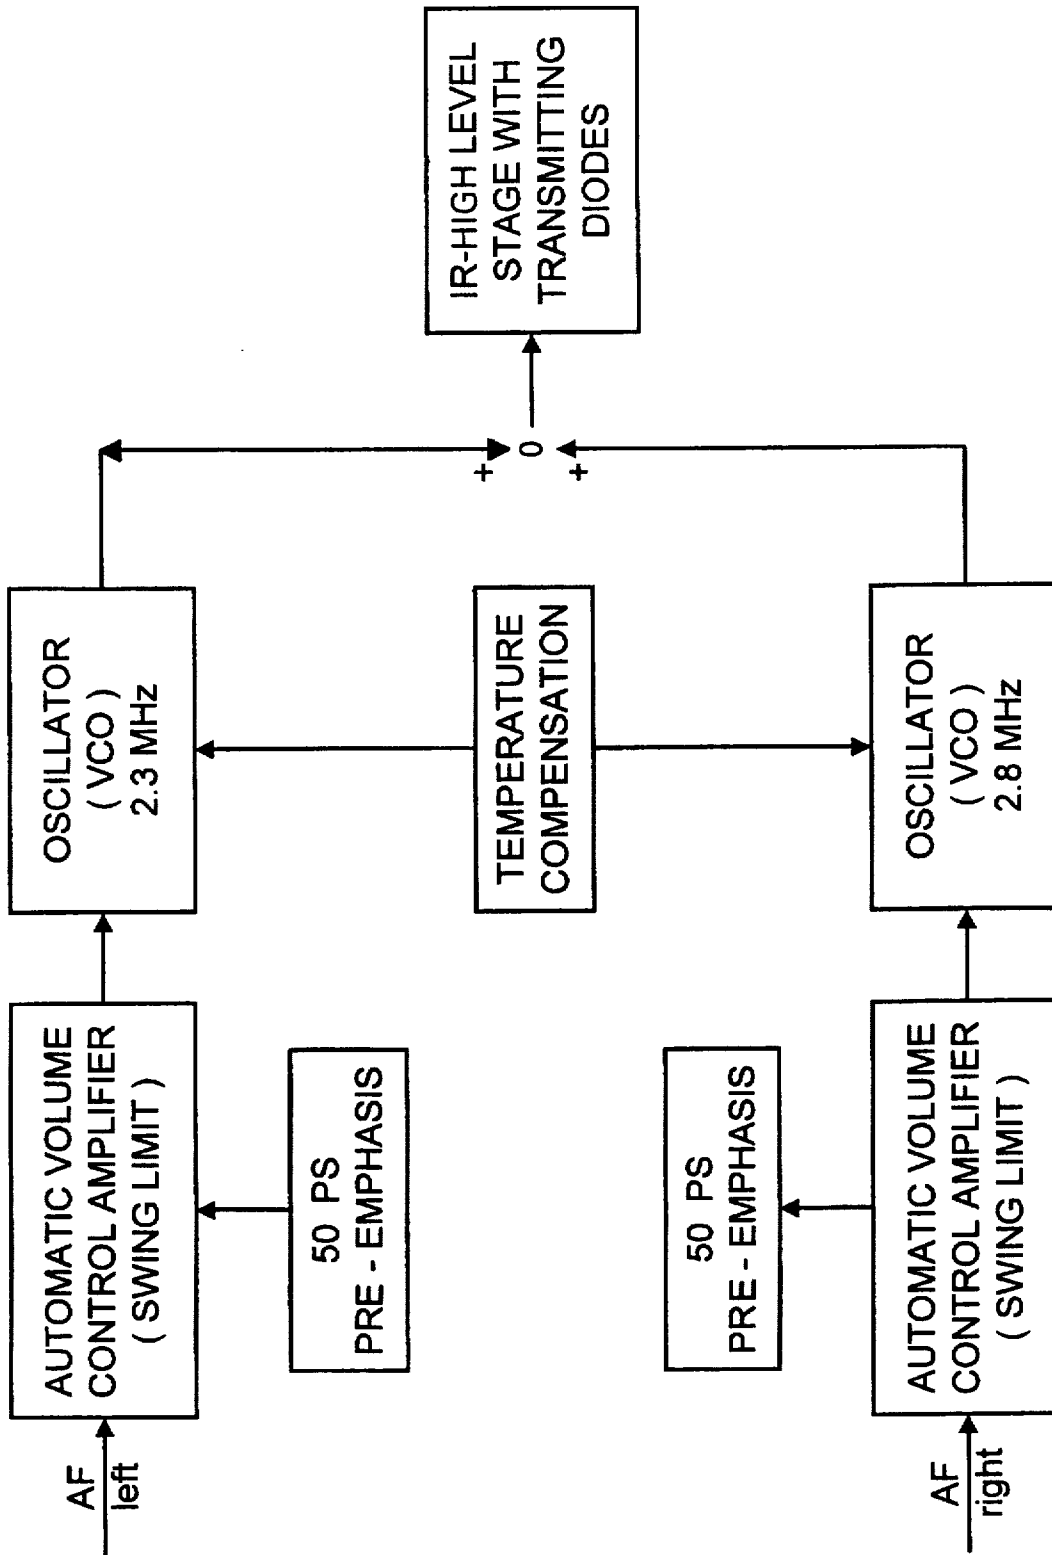 AF
left
AUTOMATIC VOLUME
CONTROL AMPLIFIER
( SWING LIMIT )
50 PS
PRE - EMPHASIS
OSCILLATOR
( VCO )
2.3 MHz
TEMPERATURE
COMPENSATION
+
0
+
IR-HIGH LEVEL
STAGE WITH
TRANSMITTING
DIODES
50 PS
PRE - EMPHASIS
AF
right
AUTOMATIC VOLUME
CONTROL AMPLIFIER
( SWING LIMIT )
OSCILLATOR
( VCO )
2.8 MHz